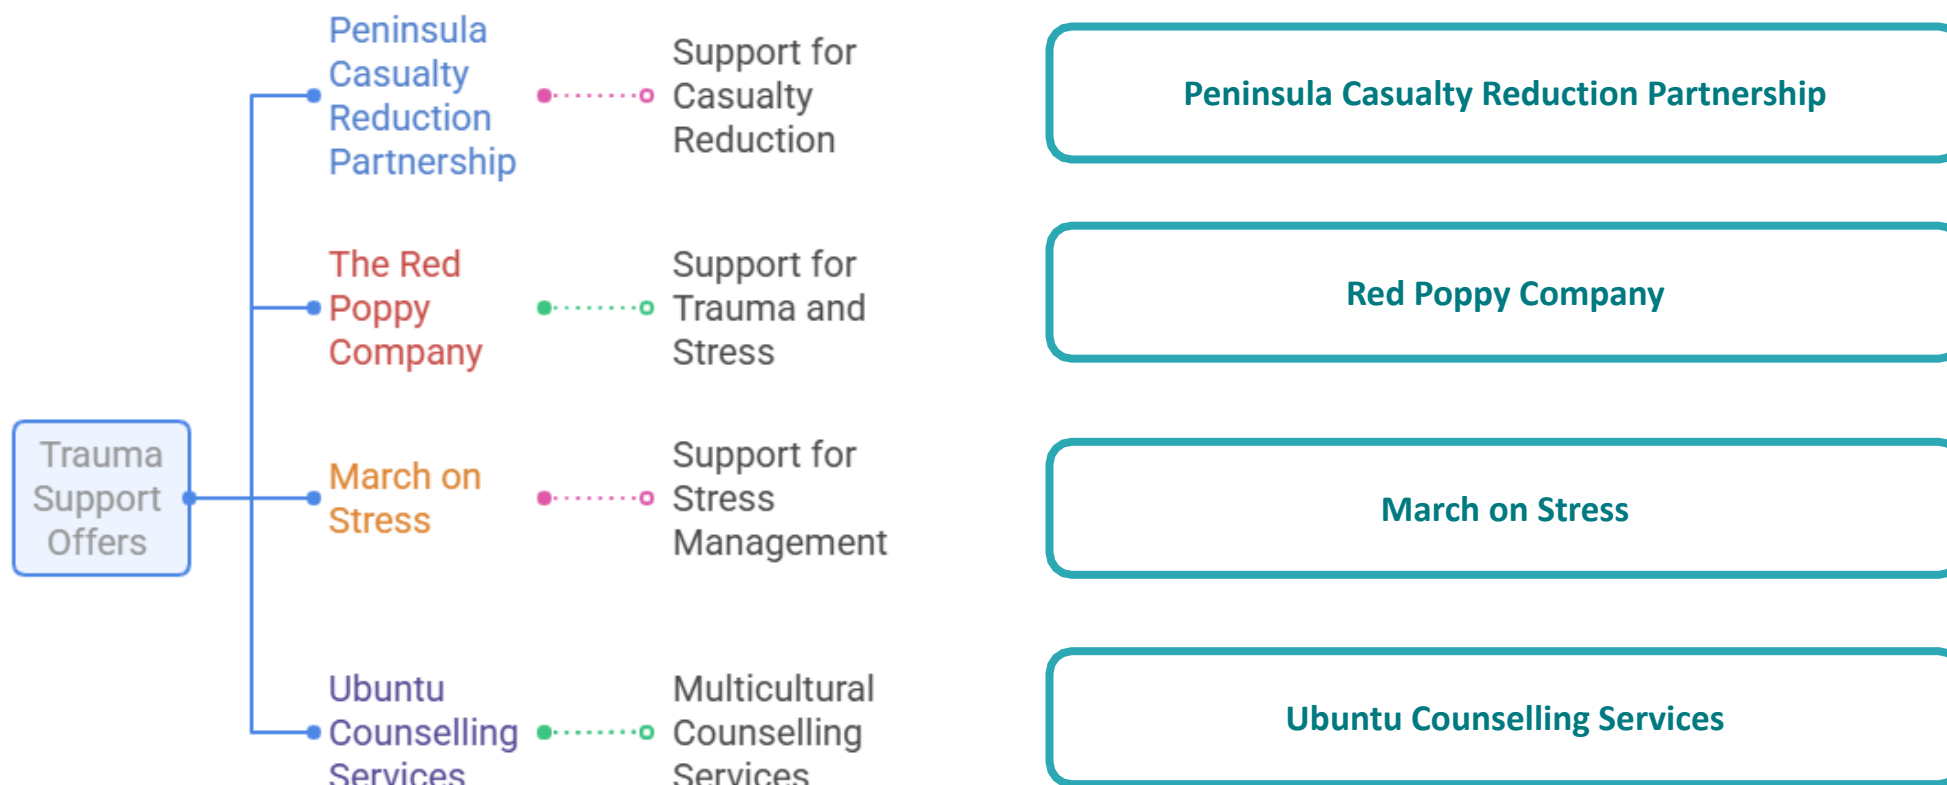 Trauma
Support
Offers
Peninsula
Casualty
Reduction
Partnership
Support for
Casualty
Reduction
The Red
Poppy
Company
Support for
Trauma and
Stress
March on
Stress
Support for
Stress
Management
Ubuntu
Counselling
Services
Multicultural
Counselling
Services
Peninsula Casualty Reduction Partnership
Red Poppy Company
March on Stress
Ubuntu Counselling Services